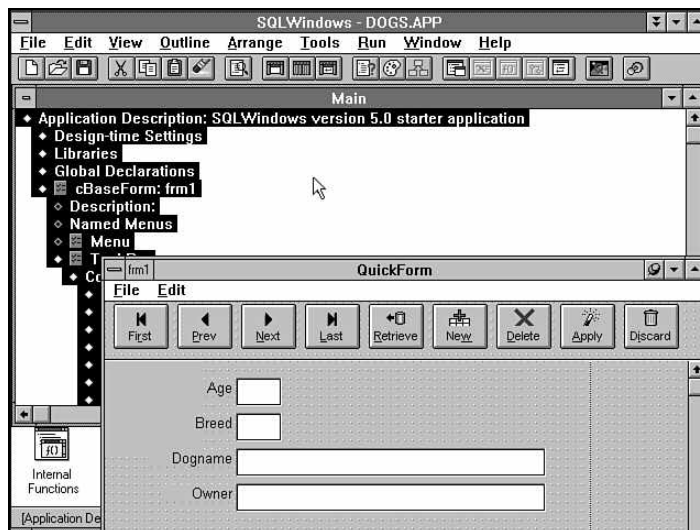 SQLWindows - DOGS.APP
File Edit View Outline Arrange Tools Run Window Help
Main
Application Description: SQLWindows version 5.0 starter application
Design-time Settings
Libraries
Global Declarations
cBaseForm: frm1
Description:
Named Menus
Menu
Co
frm1 QuickForm
File Edit
First Prev Next Last Retrieve New Delete Apply Discard
Age
Breed
Dogname
Owner
Internal
Functions
[Application De